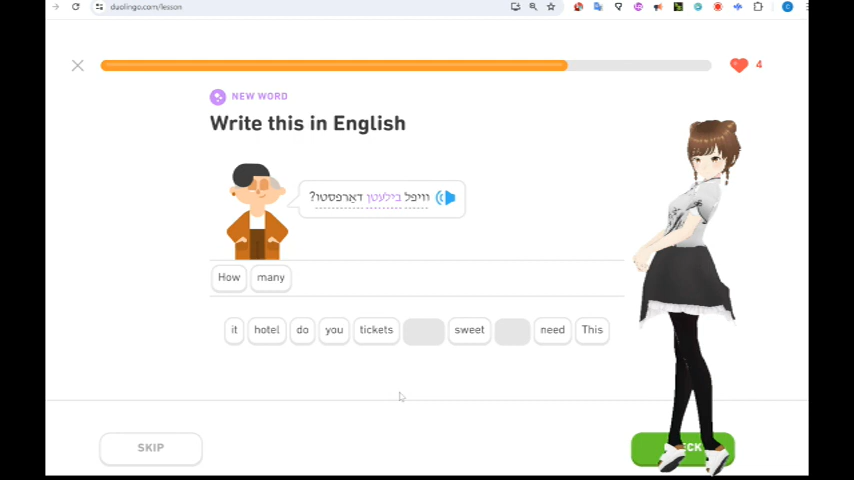 duolingo.com/lesson
4
NEW WORD
Write this in English
וויפל בילעטן דאַרפסטו?
How many
it hotel do you tickets sweet need This
SKIP